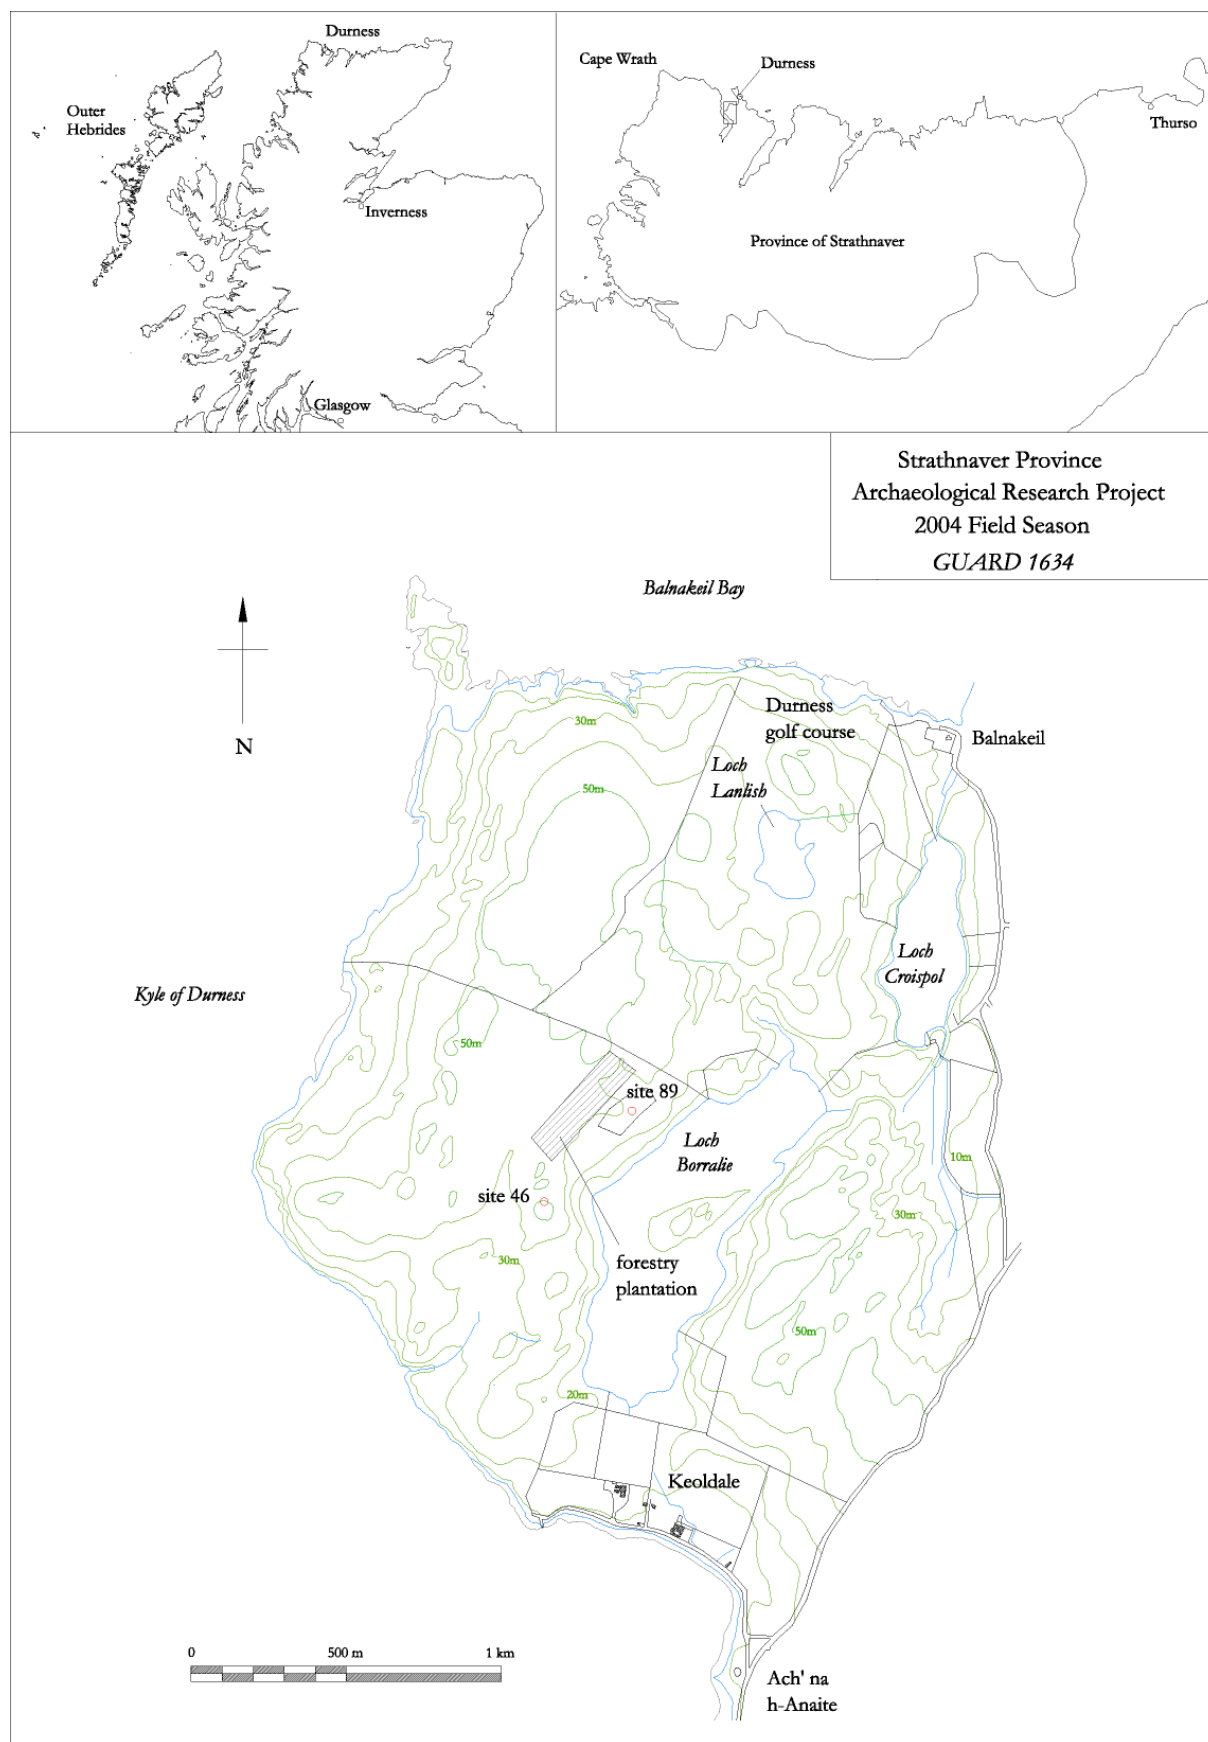 Durness
Outer
Hebrides
Inverness
Glasgow
Cape Wrath
Durness
Thurso
Province of Strathnaver
Strathnaver Province
Archaeological Research Project
2004 Field Season
GUARD 1634
Balnakeil Bay
N
30m
Durness
golf course
Balnakeil
Loch
Lanlish
50m
Loch
Croispol
Kyle of Durness
50m
site 89
Loch
Borralie
10m
site 46
30m
30m
forestry
plantation
50m
20m
Keoldale
0
500 m
1 km
Ach' na
h-Anaite